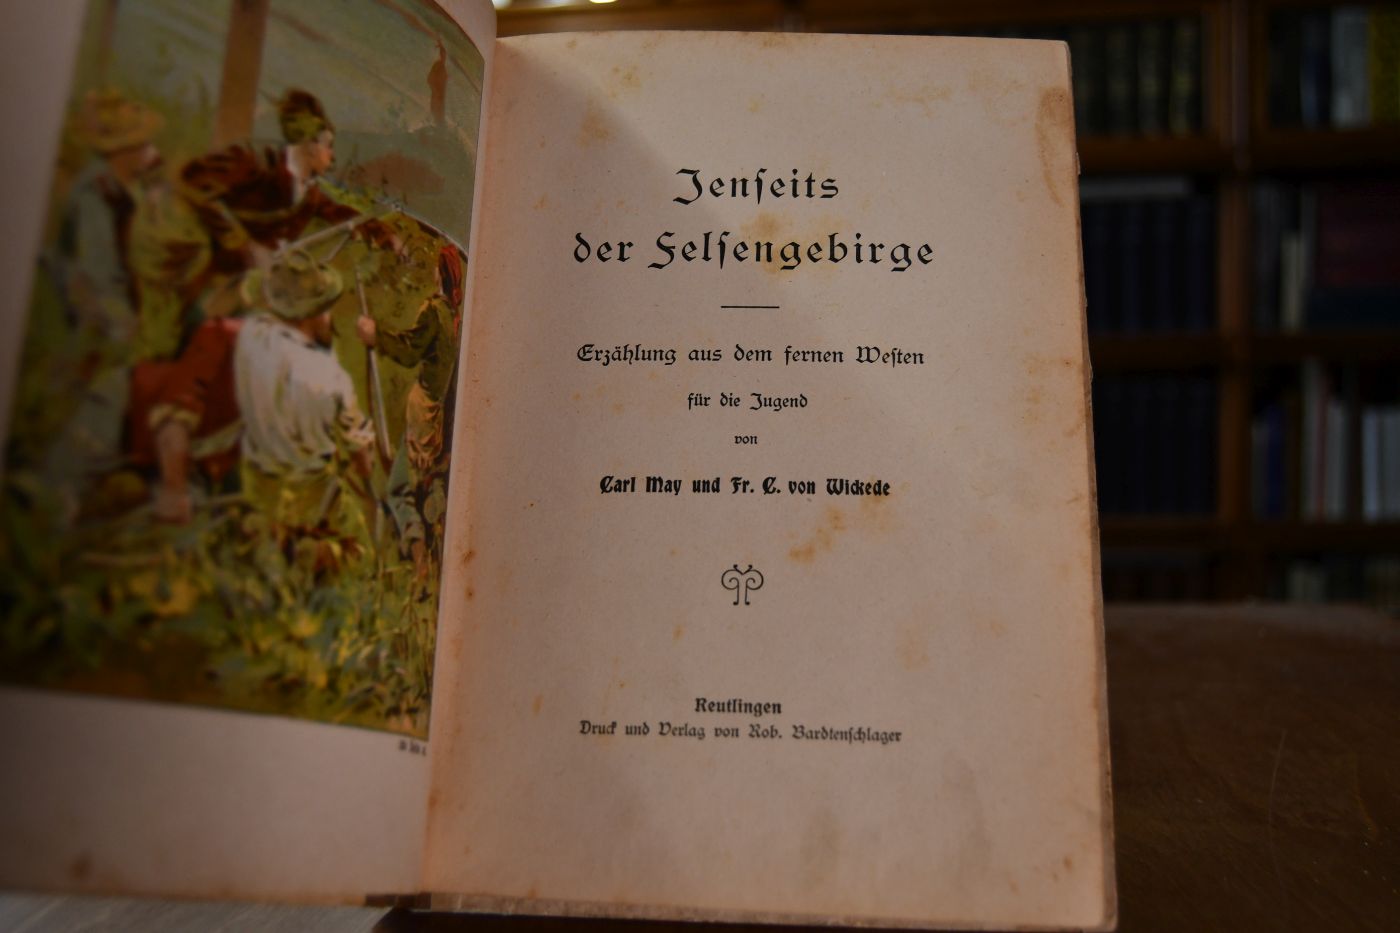 Jenſeits
der Felſengebirge
Erzählung aus dem fernen Weſten
für die Jugend
von
Carl May und Fr. C. von Wickede
Reutlingen
Druck und Verlag von Rob. Bardtenſchlager